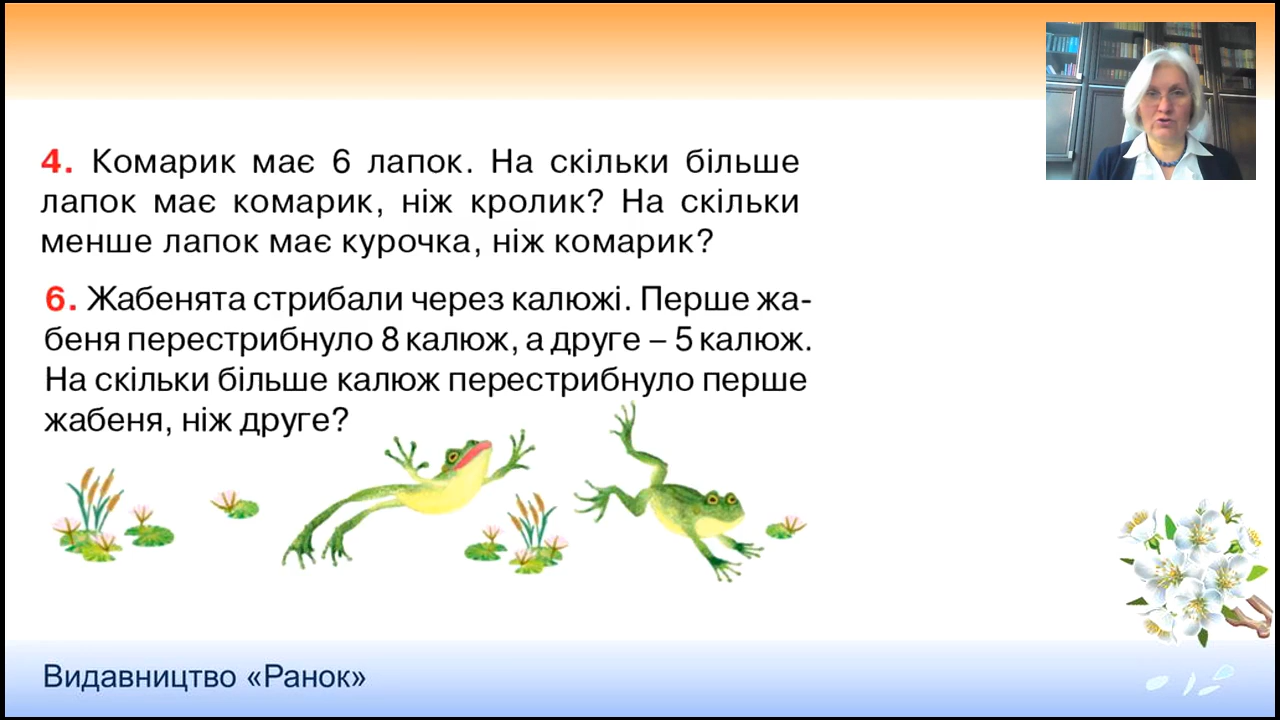 4. Комарик має 6 лапок. На скільки більше
лапок має комарик, ніж кролик? На скільки
менше лапок має курочка, ніж комарик?
6. Жабенята стрибали через калюжі. Перше жа-
беня перестрибнуло 8 калюж, а друге – 5 калюж.
На скільки більше калюж перестрибнуло перше
жабеня, ніж друге?
Видавництво «Ранок»